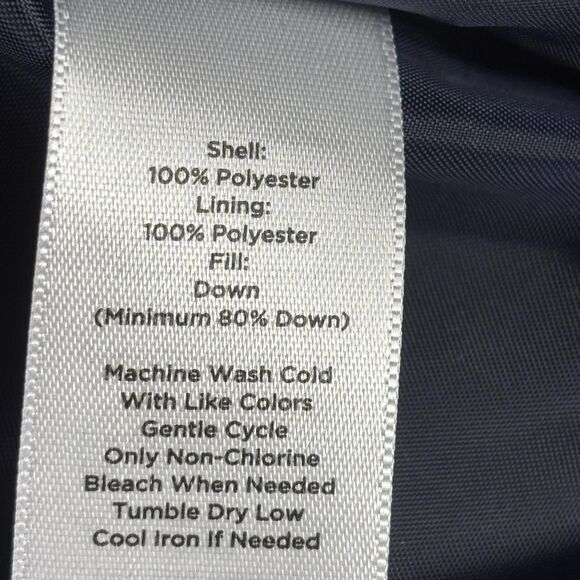 Shell:
100% Polyester
Lining:
100% Polyester
Fill:
Down
(Minimum 80% Down)
Machine Wash Cold
With Like Colors
Gentle Cycle
Only Non-Chlorine
Bleach When Needed
Tumble Dry Low
Cool Iron If Needed